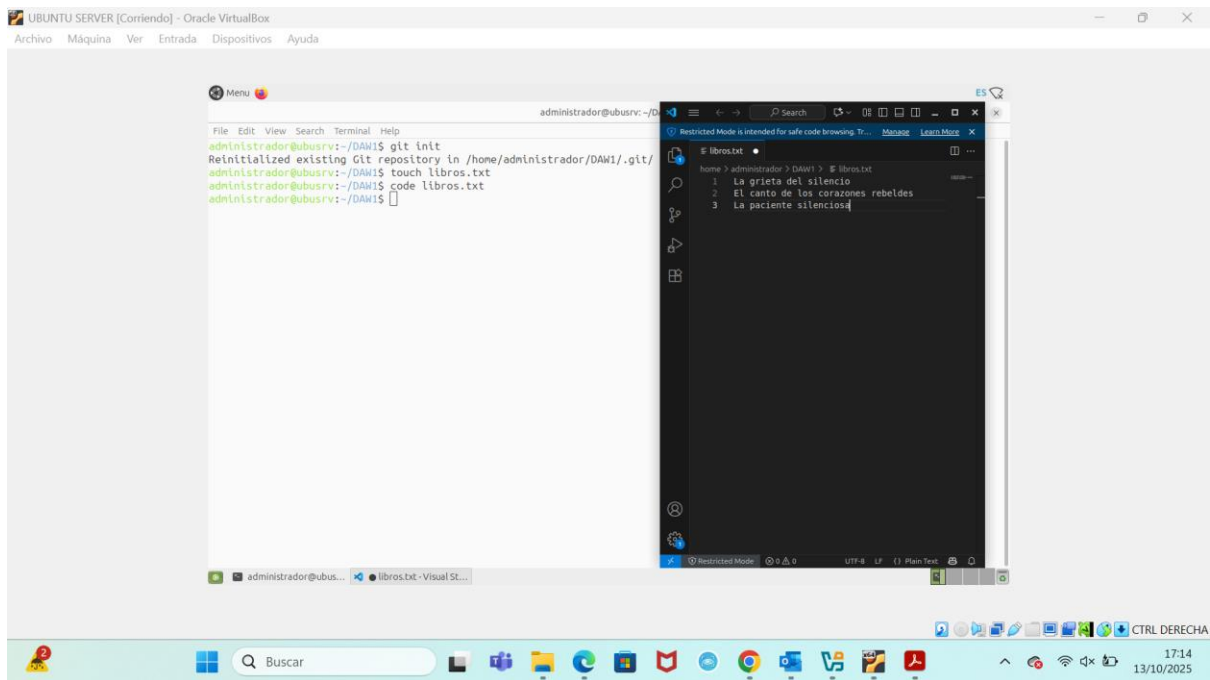 UBUNTU SERVER [Corriendo] - Oracle VirtualBox
Archivo Máquina Ver Entrada Dispositivos Ayuda
Menu
ES
administrador@ubusrv: ~/D
File Edit View Search Terminal Help
administrador@ubusrv:~/DAW1$ git init
Reinitialized existing Git repository in /home/administrador/DAW1/.git/
administrador@ubusrv:~/DAW1$ touch libros.txt
administrador@ubusrv:~/DAW1$ code libros.txt
administrador@ubusrv:~/DAW1$
Search
Restricted Mode is intended for safe code browsing. Tr... Manage Learn More
libros.txt
home > administrador > DAW1 > libros.txt
1 La grieta del silencio
2 El canto de los corazones rebeldes
3 La paciente silenciosa
1
Restricted Mode 0 0 UTF-8 LF {} Plain Text
administrador@ubus... libros.txt - Visual St...
CTRL DERECHA
2
Buscar
17:14
13/10/2025